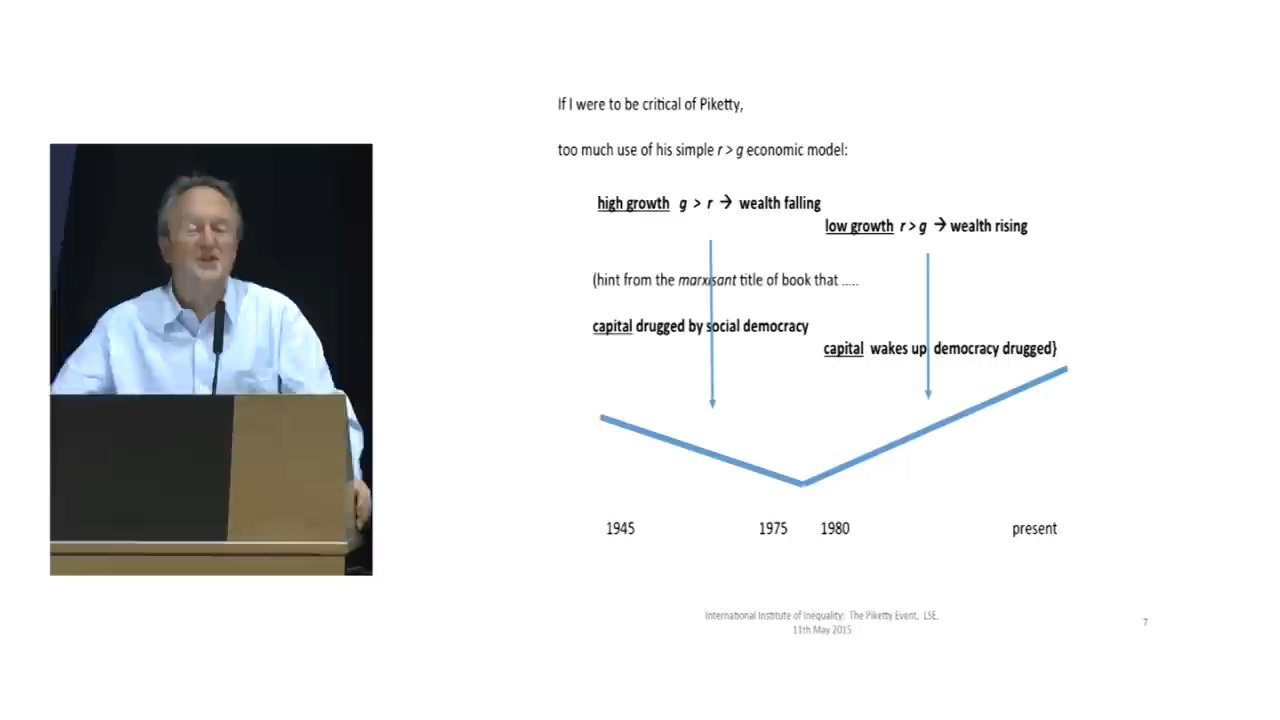 If I were to be critical of Piketty,
too much use of his simple r > g economic model:
high growth g > r → wealth falling
low growth r > g → wealth rising
(hint from the marxisant title of book that .....
capital drugged by social democracy
capital wakes up democracy drugged}
1945 1975 1980 present
International Institute of Inequality: The Piketty Event, LSE,
11th May 2015
7